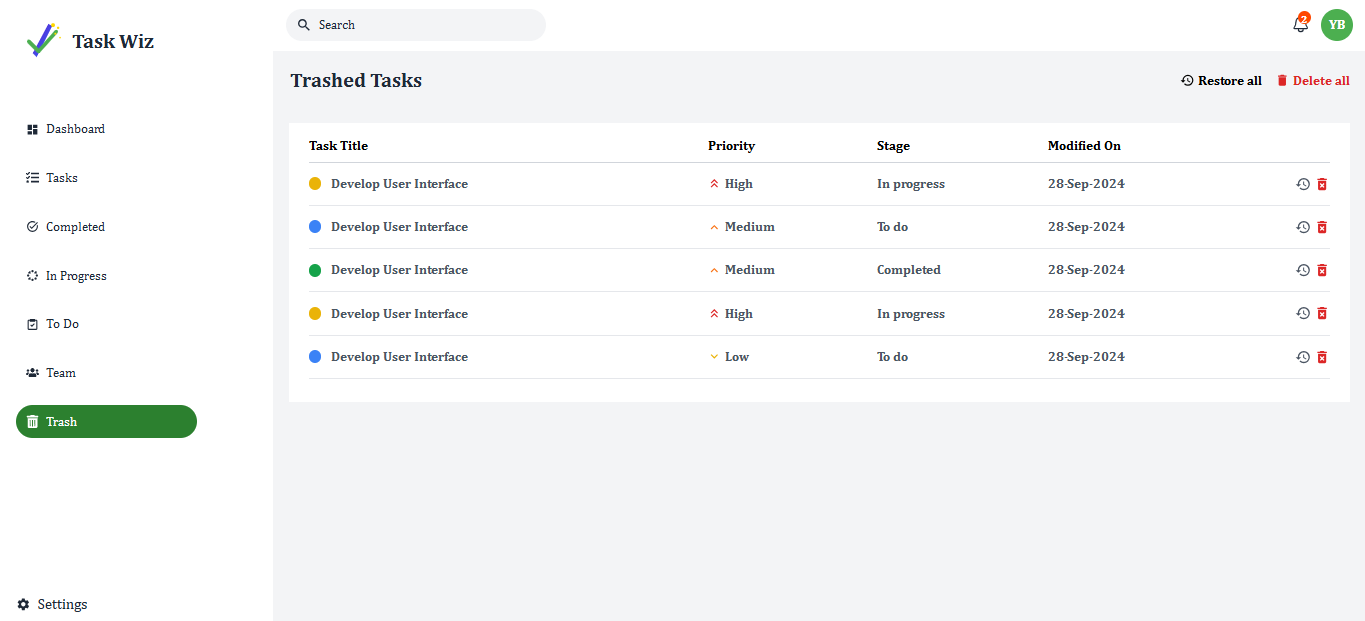 Task Wiz
Search
2
YB
Dashboard
Tasks
Completed
In Progress
To Do
Team
Trash
Settings
Trashed Tasks
Restore all
Delete all
Task Title Priority Stage Modified On
Develop User Interface High In progress 28-Sep-2024
Develop User Interface Medium To do 28-Sep-2024
Develop User Interface Medium Completed 28-Sep-2024
Develop User Interface High In progress 28-Sep-2024
Develop User Interface Low To do 28-Sep-2024